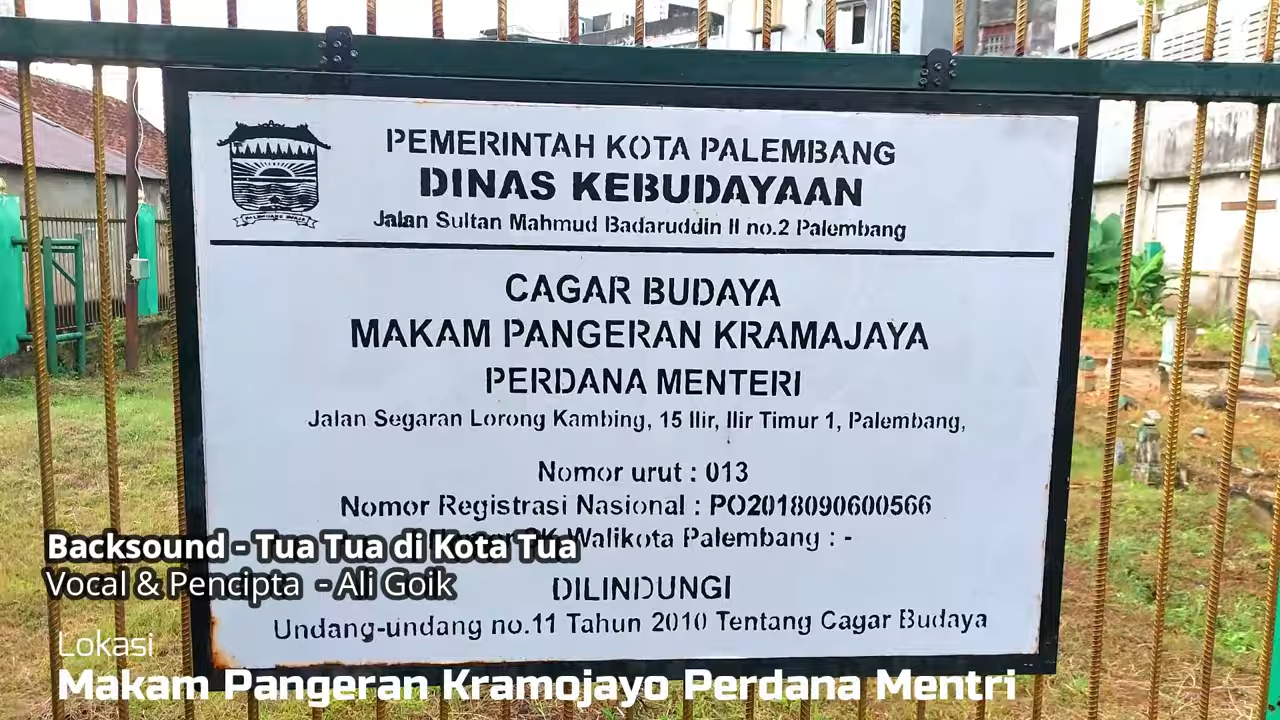 PEMERINTAH KOTA PALEMBANG
DINAS KEBUDAYAAN
Jalan Sultan Mahmud Badaruddin II no.2 Palembang
CAGAR BUDAYA
MAKAM PANGERAN KRAMAJAYA
PERDANA MENTERI
Jalan Segaran Lorong Kambing, 15 Ilir, Ilir Timur 1, Palembang,
Nomor urut : 013
Nomor Registrasi Nasional : PO2018090600566
Walikota Palembang : -
DILINDUNGI
Undang-undang no.11 Tahun 2010 Tentang Cagar Budaya
Backsound - Tua Tua di Kota Tua
Vocal & Pencipta - Ali Goik
Lokasi
Makam Pangeran Kramojayo Perdana Mentri